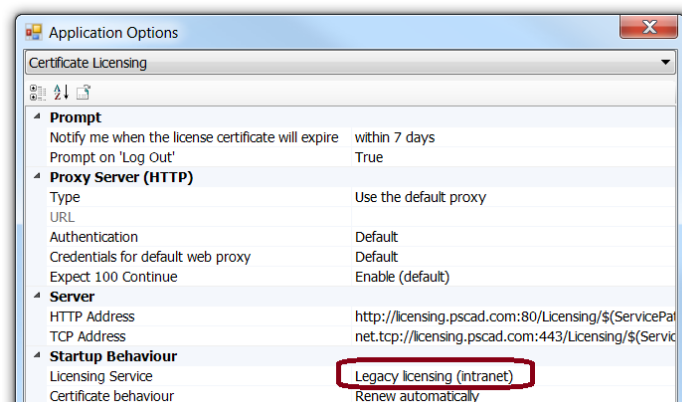 Application Options
Certificate Licensing
Prompt
Notify me when the license certificate will expire within 7 days
Prompt on 'Log Out' True
Proxy Server (HTTP)
Type Use the default proxy
URL
Authentication Default
Credentials for default web proxy Default
Expect 100 Continue Enable (default)
Server
HTTP Address http://licensing.pscad.com:80/Licensing/$(ServicePat
TCP Address net.tcp://licensing.pscad.com:443/Licensing/$(Servic
Startup Behaviour
Licensing Service Legacy licensing (intranet)
Certificate behaviour Renew automatically